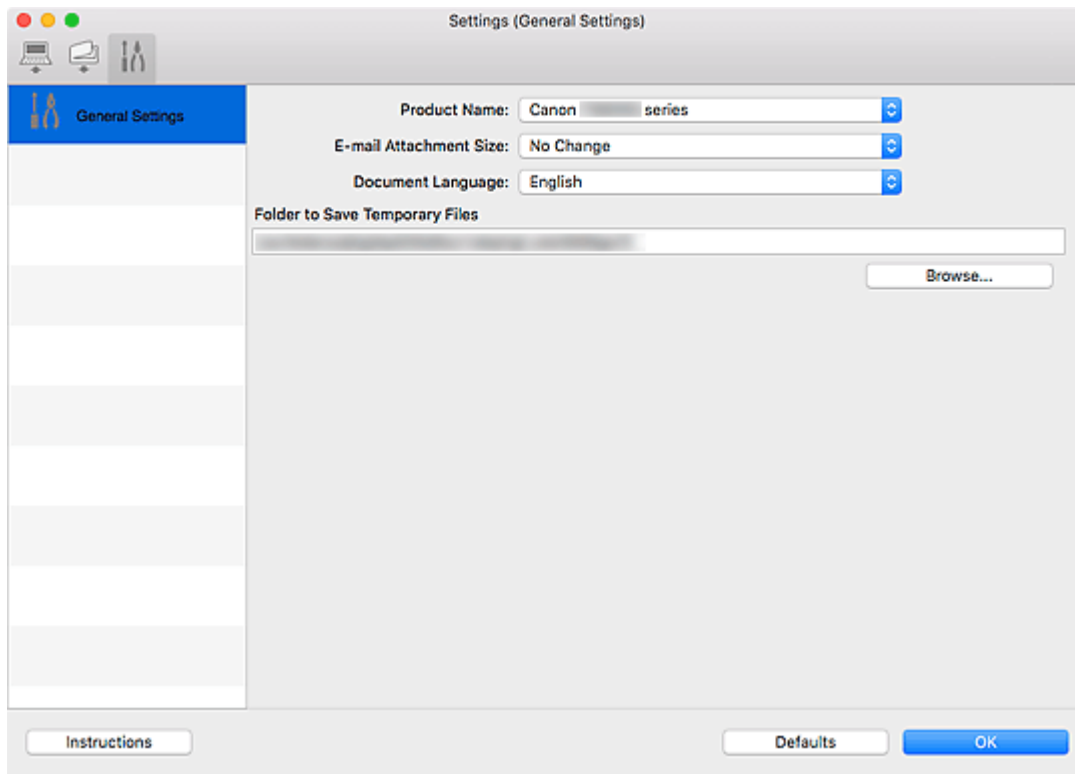 Settings (General Settings)
General Settings
Product Name: Canon series
E-mail Attachment Size: No Change
Document Language: English
Folder to Save Temporary Files
Browse...
Instructions Defaults OK